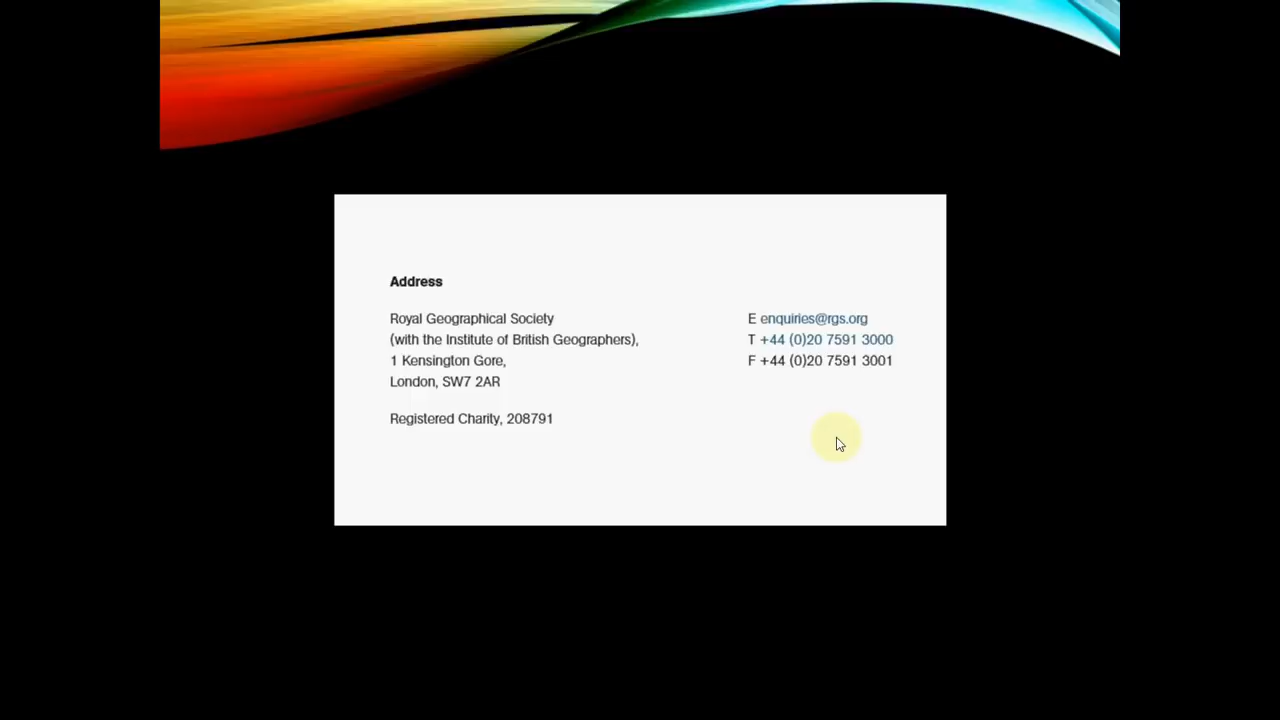 Address
Royal Geographical Society
(with the Institute of British Geographers),
1 Kensington Gore,
London, SW7 2AR
Registered Charity, 208791
E enquiries@rgs.org
T +44 (0)20 7591 3000
F +44 (0)20 7591 3001